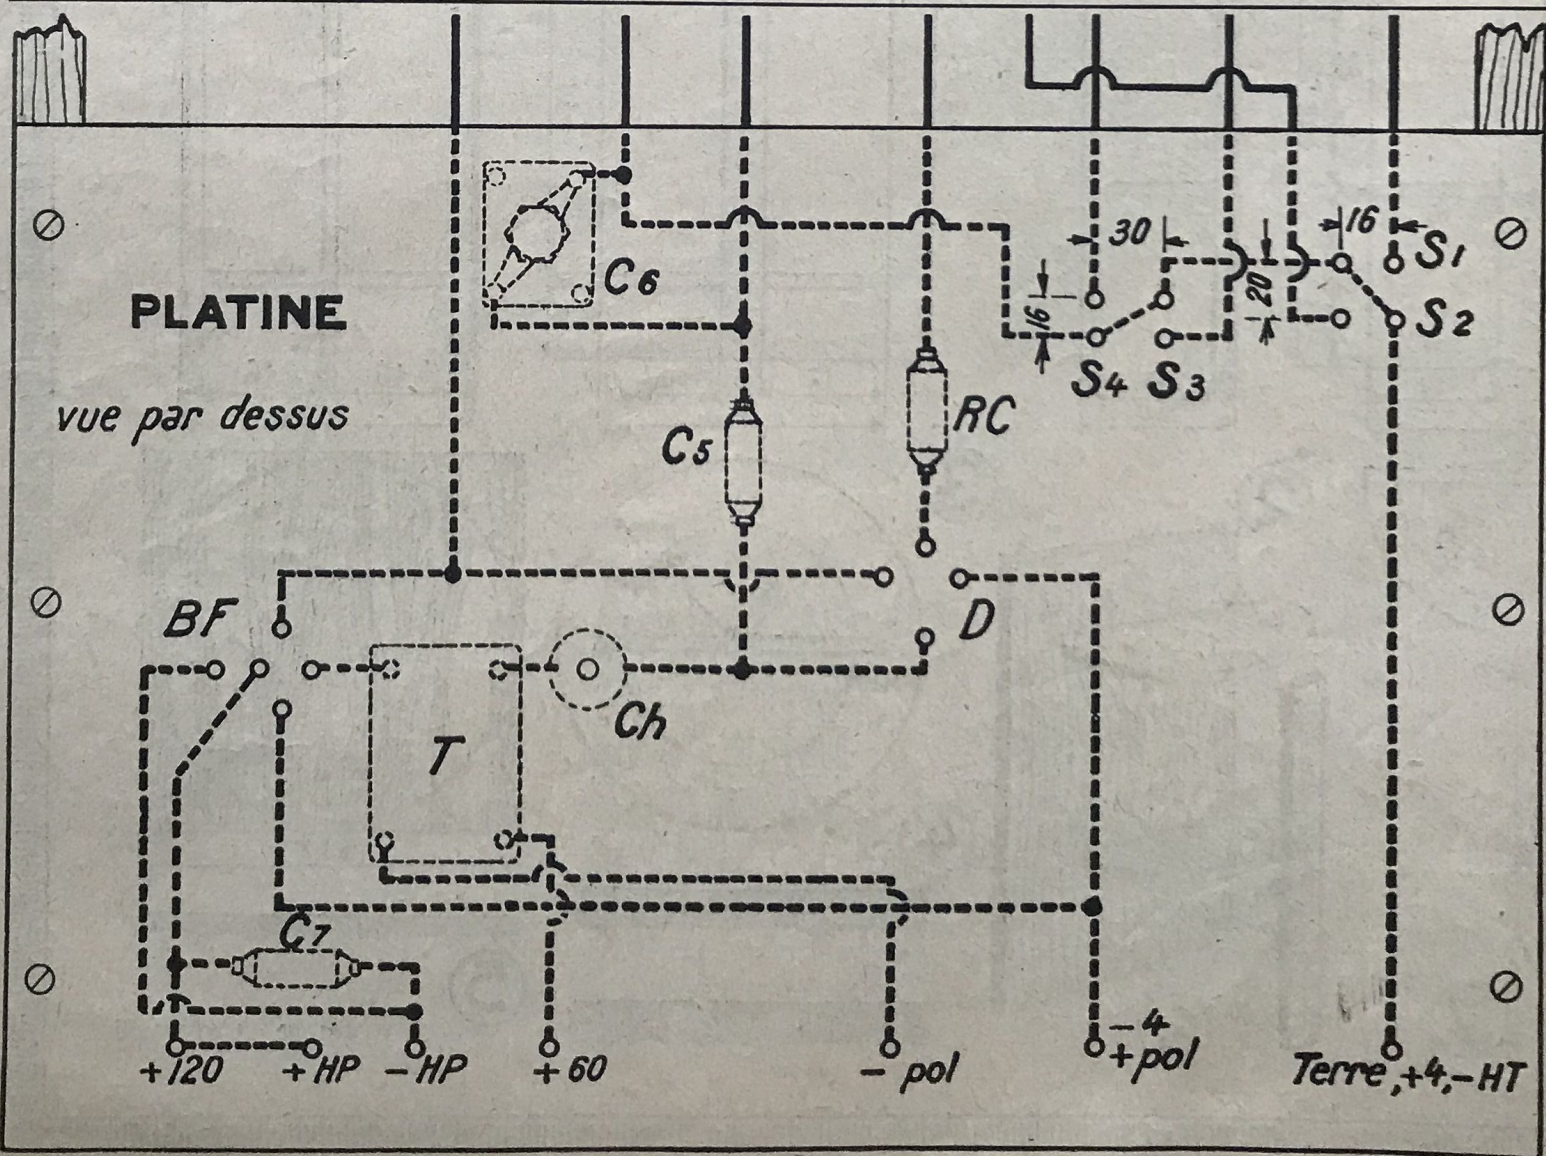 C6
30
16
S1
20
S2
16
S4 S3
PLATINE
vue par dessus
C5
RC
BF
D
Ch
T
C7
+120
+HP
-HP
+60
- pol
-4
+pol
Terre,+4,-HT